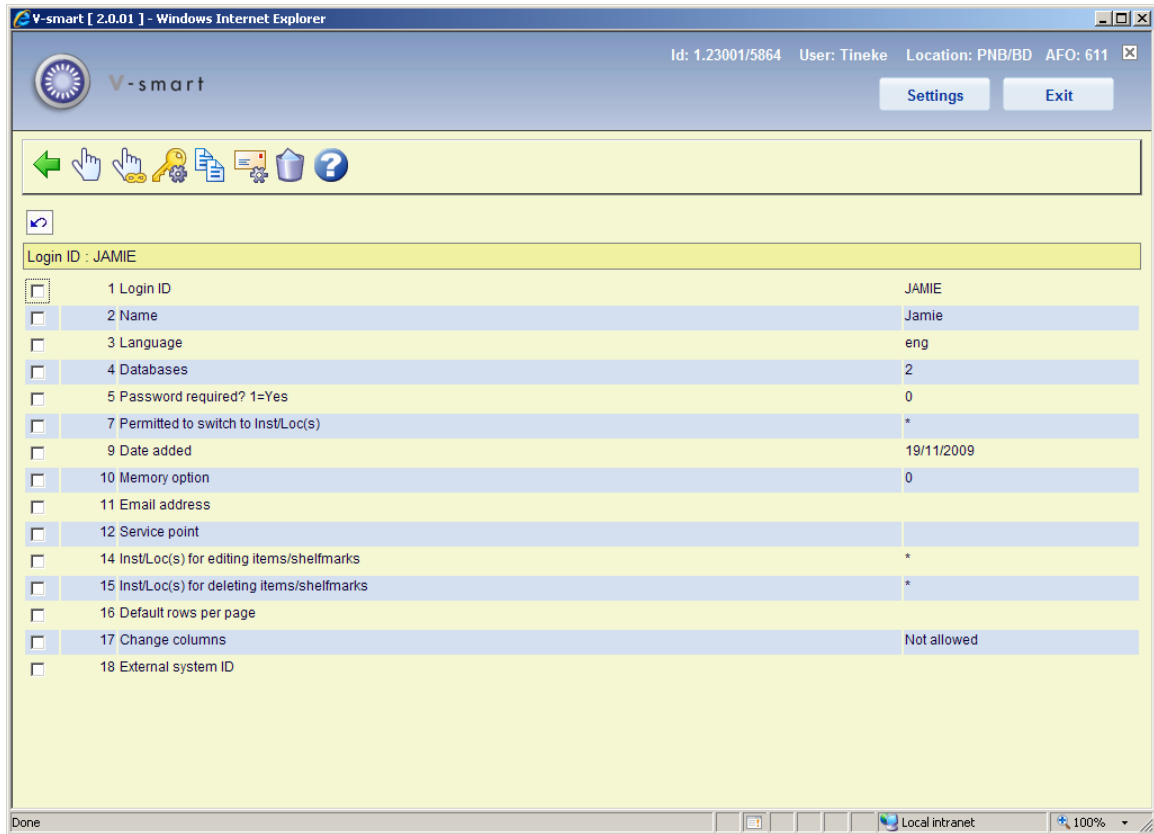 V-smart [ 2.0.01 ] - Windows Internet Explorer
Id: 1.23001/5864 User: Tineke Location: PNB/BD AFO: 611
V-smart
Settings Exit
?
Login ID : JAMIE
1 Login ID JAMIE
2 Name Jamie
3 Language eng
4 Databases 2
5 Password required? 1=Yes 0
7 Permitted to switch to Inst/Loc(s) *
9 Date added 19/11/2009
10 Memory option 0
11 Email address
12 Service point
14 Inst/Loc(s) for editing items/shelfmarks *
15 Inst/Loc(s) for deleting items/shelfmarks *
16 Default rows per page
17 Change columns Not allowed
18 External system ID
Done Local intranet 100%